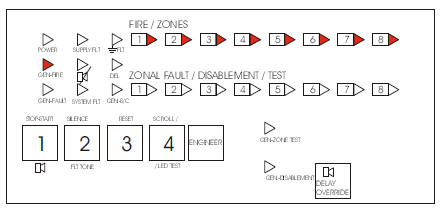 FIRE / ZONES
1 2 3 4 5 6 7 8
POWER SUPPLY FLT FLT
GEN-FIRE DEL
ZONAL FAULT / DISABLEMENT / TEST
1 2 3 4 5 6 7 8
GEN-FAULT SYSTEM FLT GEN-S/C
STOP-START SILENCE RESET SCROLL /
1 2 3 4 ENGINEER
FLT TONE /LED TEST
GEN-ZONE TEST
GEN-DISABLEMENT
DELAY
OVERRIDE